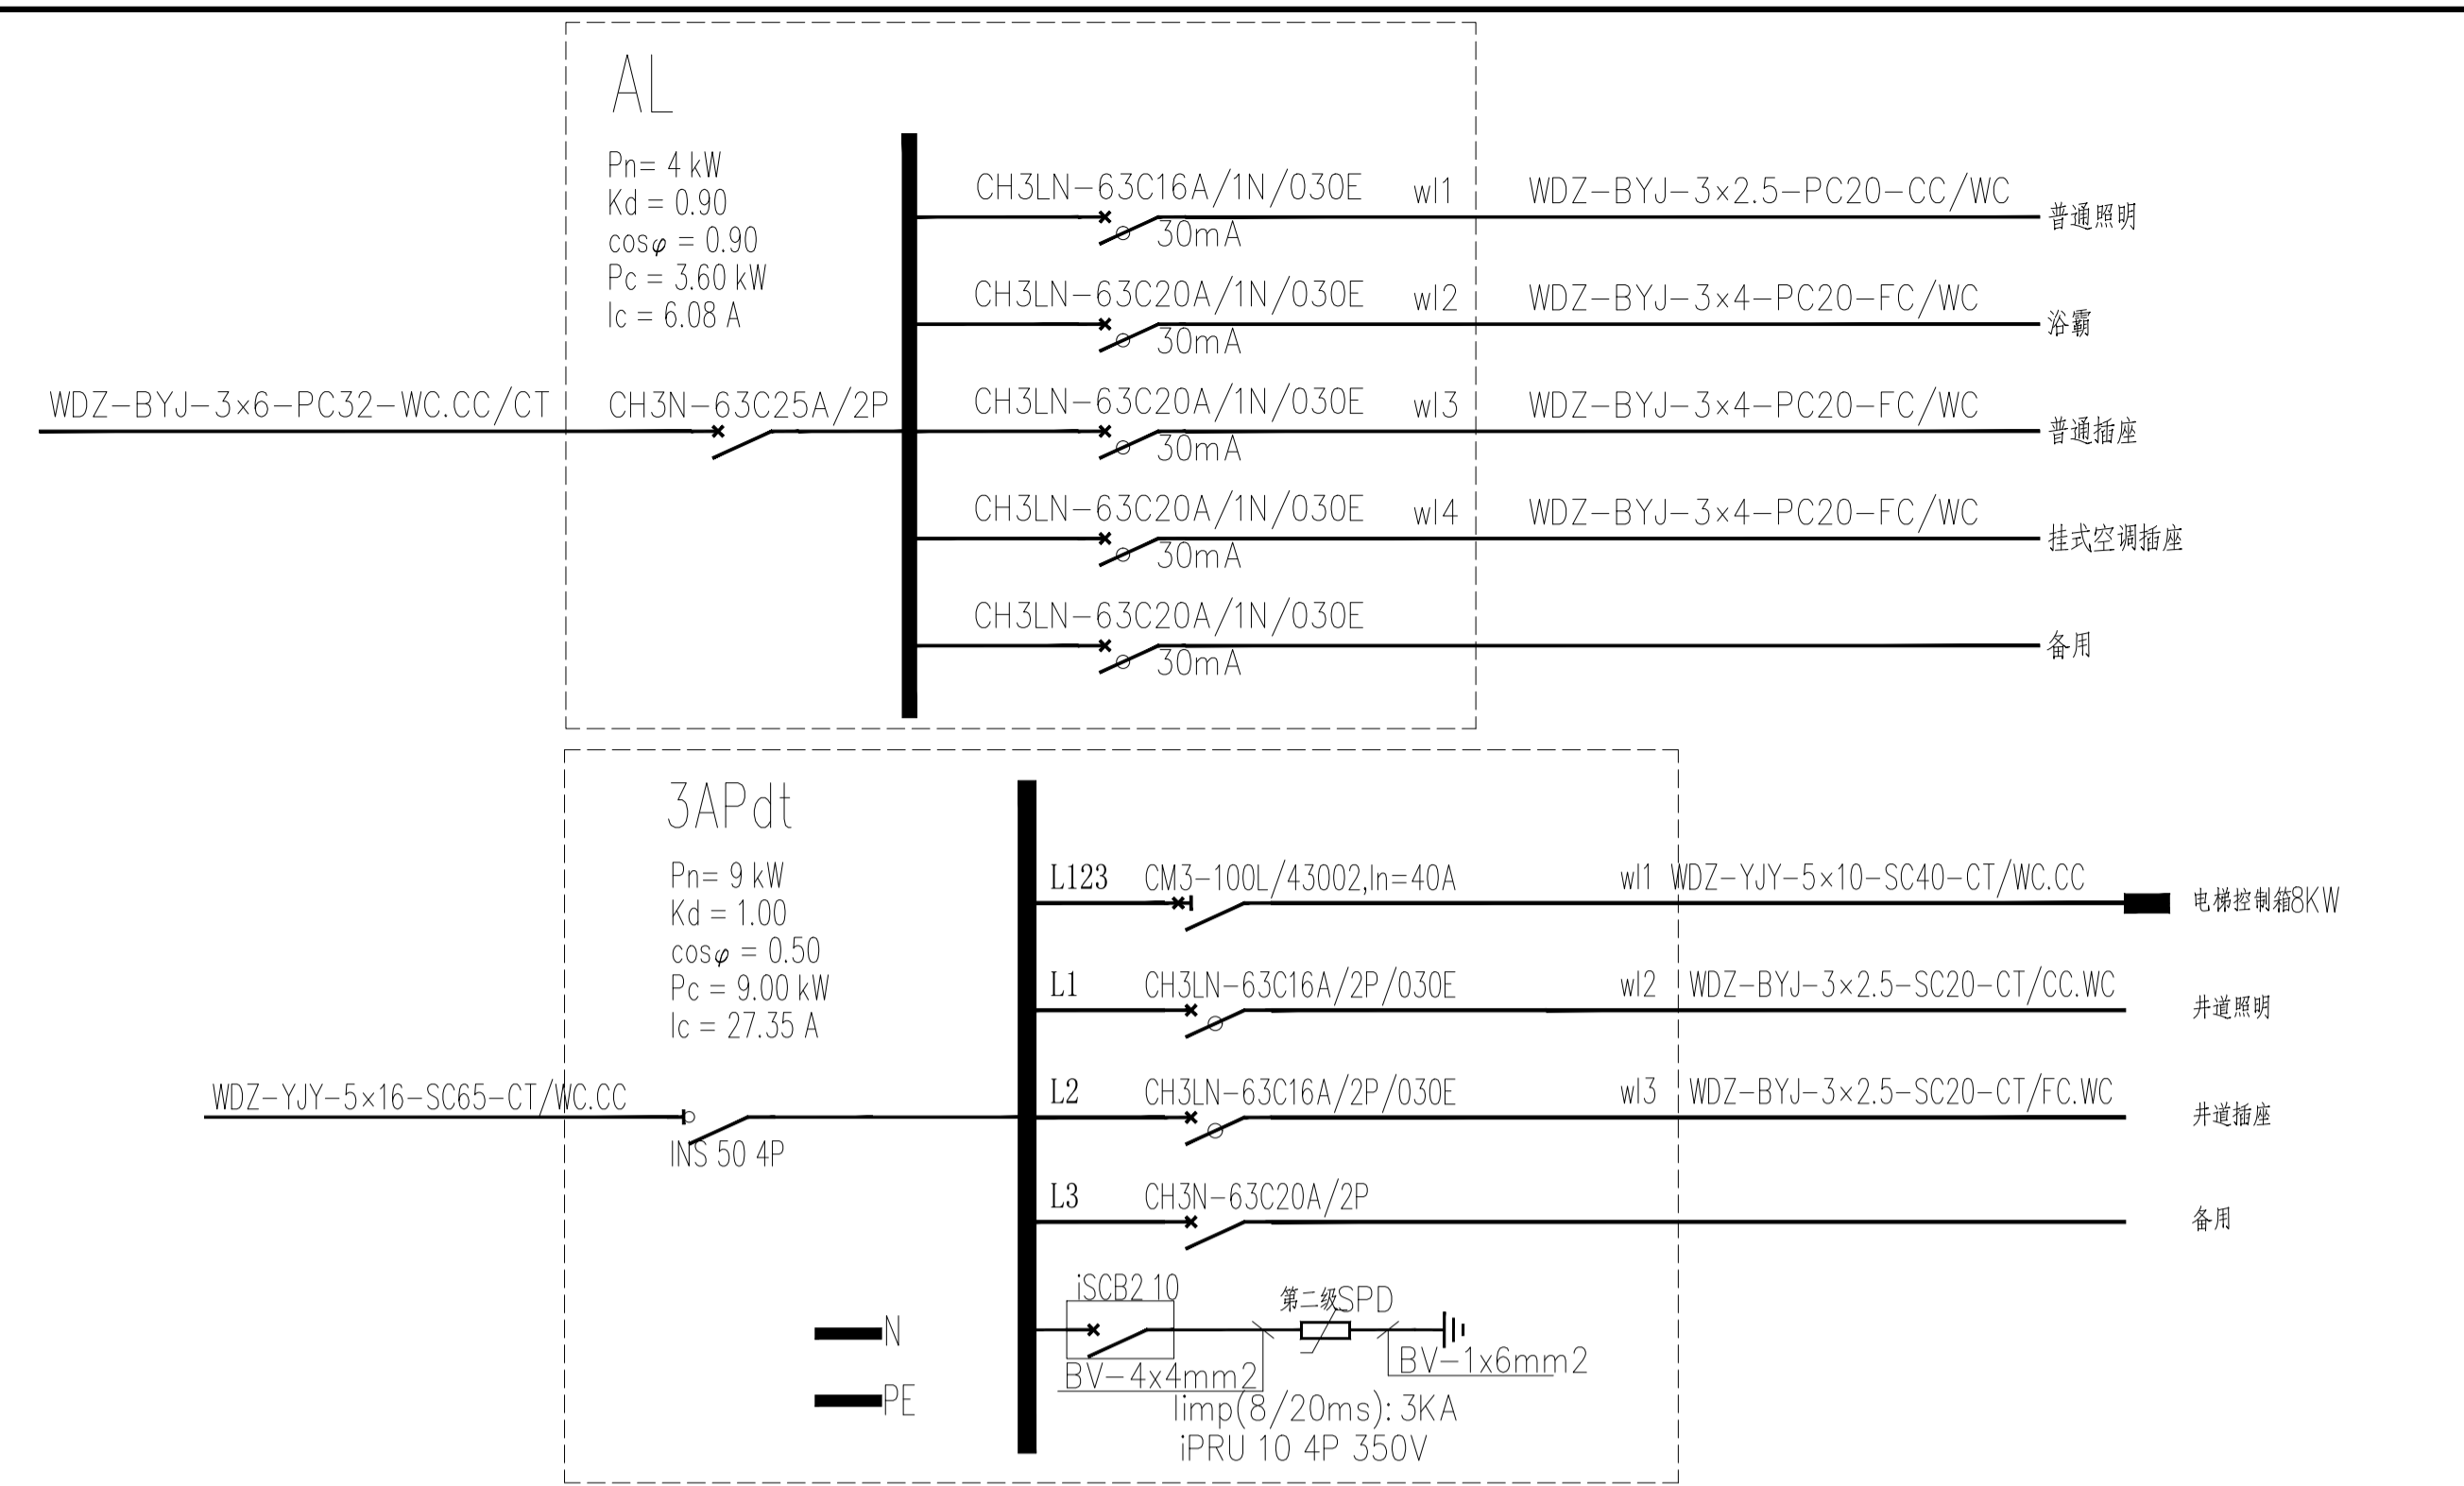 AL
Pn= 4 kW
Kd = 0.90
cosφ = 0.90
Pc = 3.60 kW
Ic = 6.08 A
WDZ-BYJ-3×6-PC32-WC.CC/CT
CH3N-63C25A/2P
CH3LN-63C16A/1N/030E wl1 WDZ-BYJ-3×2.5-PC20-CC/WC
30mA 普通照明
CH3LN-63C20A/1N/030E wl2 WDZ-BYJ-3×4-PC20-FC/WC
30mA 浴霸
CH3LN-63C20A/1N/030E wl3 WDZ-BYJ-3×4-PC20-FC/WC
30mA 普通插座
CH3LN-63C20A/1N/030E wl4 WDZ-BYJ-3×4-PC20-FC/WC
30mA 挂式空调插座
CH3LN-63C20A/1N/030E
30mA 备用
3APdt
Pn= 9 kW
Kd = 1.00
cosφ = 0.50
Pc = 9.00 kW
Ic = 27.35 A
WDZ-YJY-5×16-SC65-CT/WC.CC
INS 50 4P
L123 CM3-100L/43002,In=40A wl1 WDZ-YJY-5×10-SC40-CT/WC.CC
电梯控制箱8KW
L1 CH3LN-63C16A/2P/030E wl2 WDZ-BYJ-3×2.5-SC20-CT/CC.WC
井道照明
L2 CH3LN-63C16A/2P/030E wl3 WDZ-BYJ-3×2.5-SC20-CT/FC.WC
井道插座
L3 CH3N-63C20A/2P
备用
iSCB2 10
第二级SPD
N
BV-4x4mm2
BV-1x6mm2
PE
Iimp(8/20ms): 3KA
iPRU 10 4P 350V